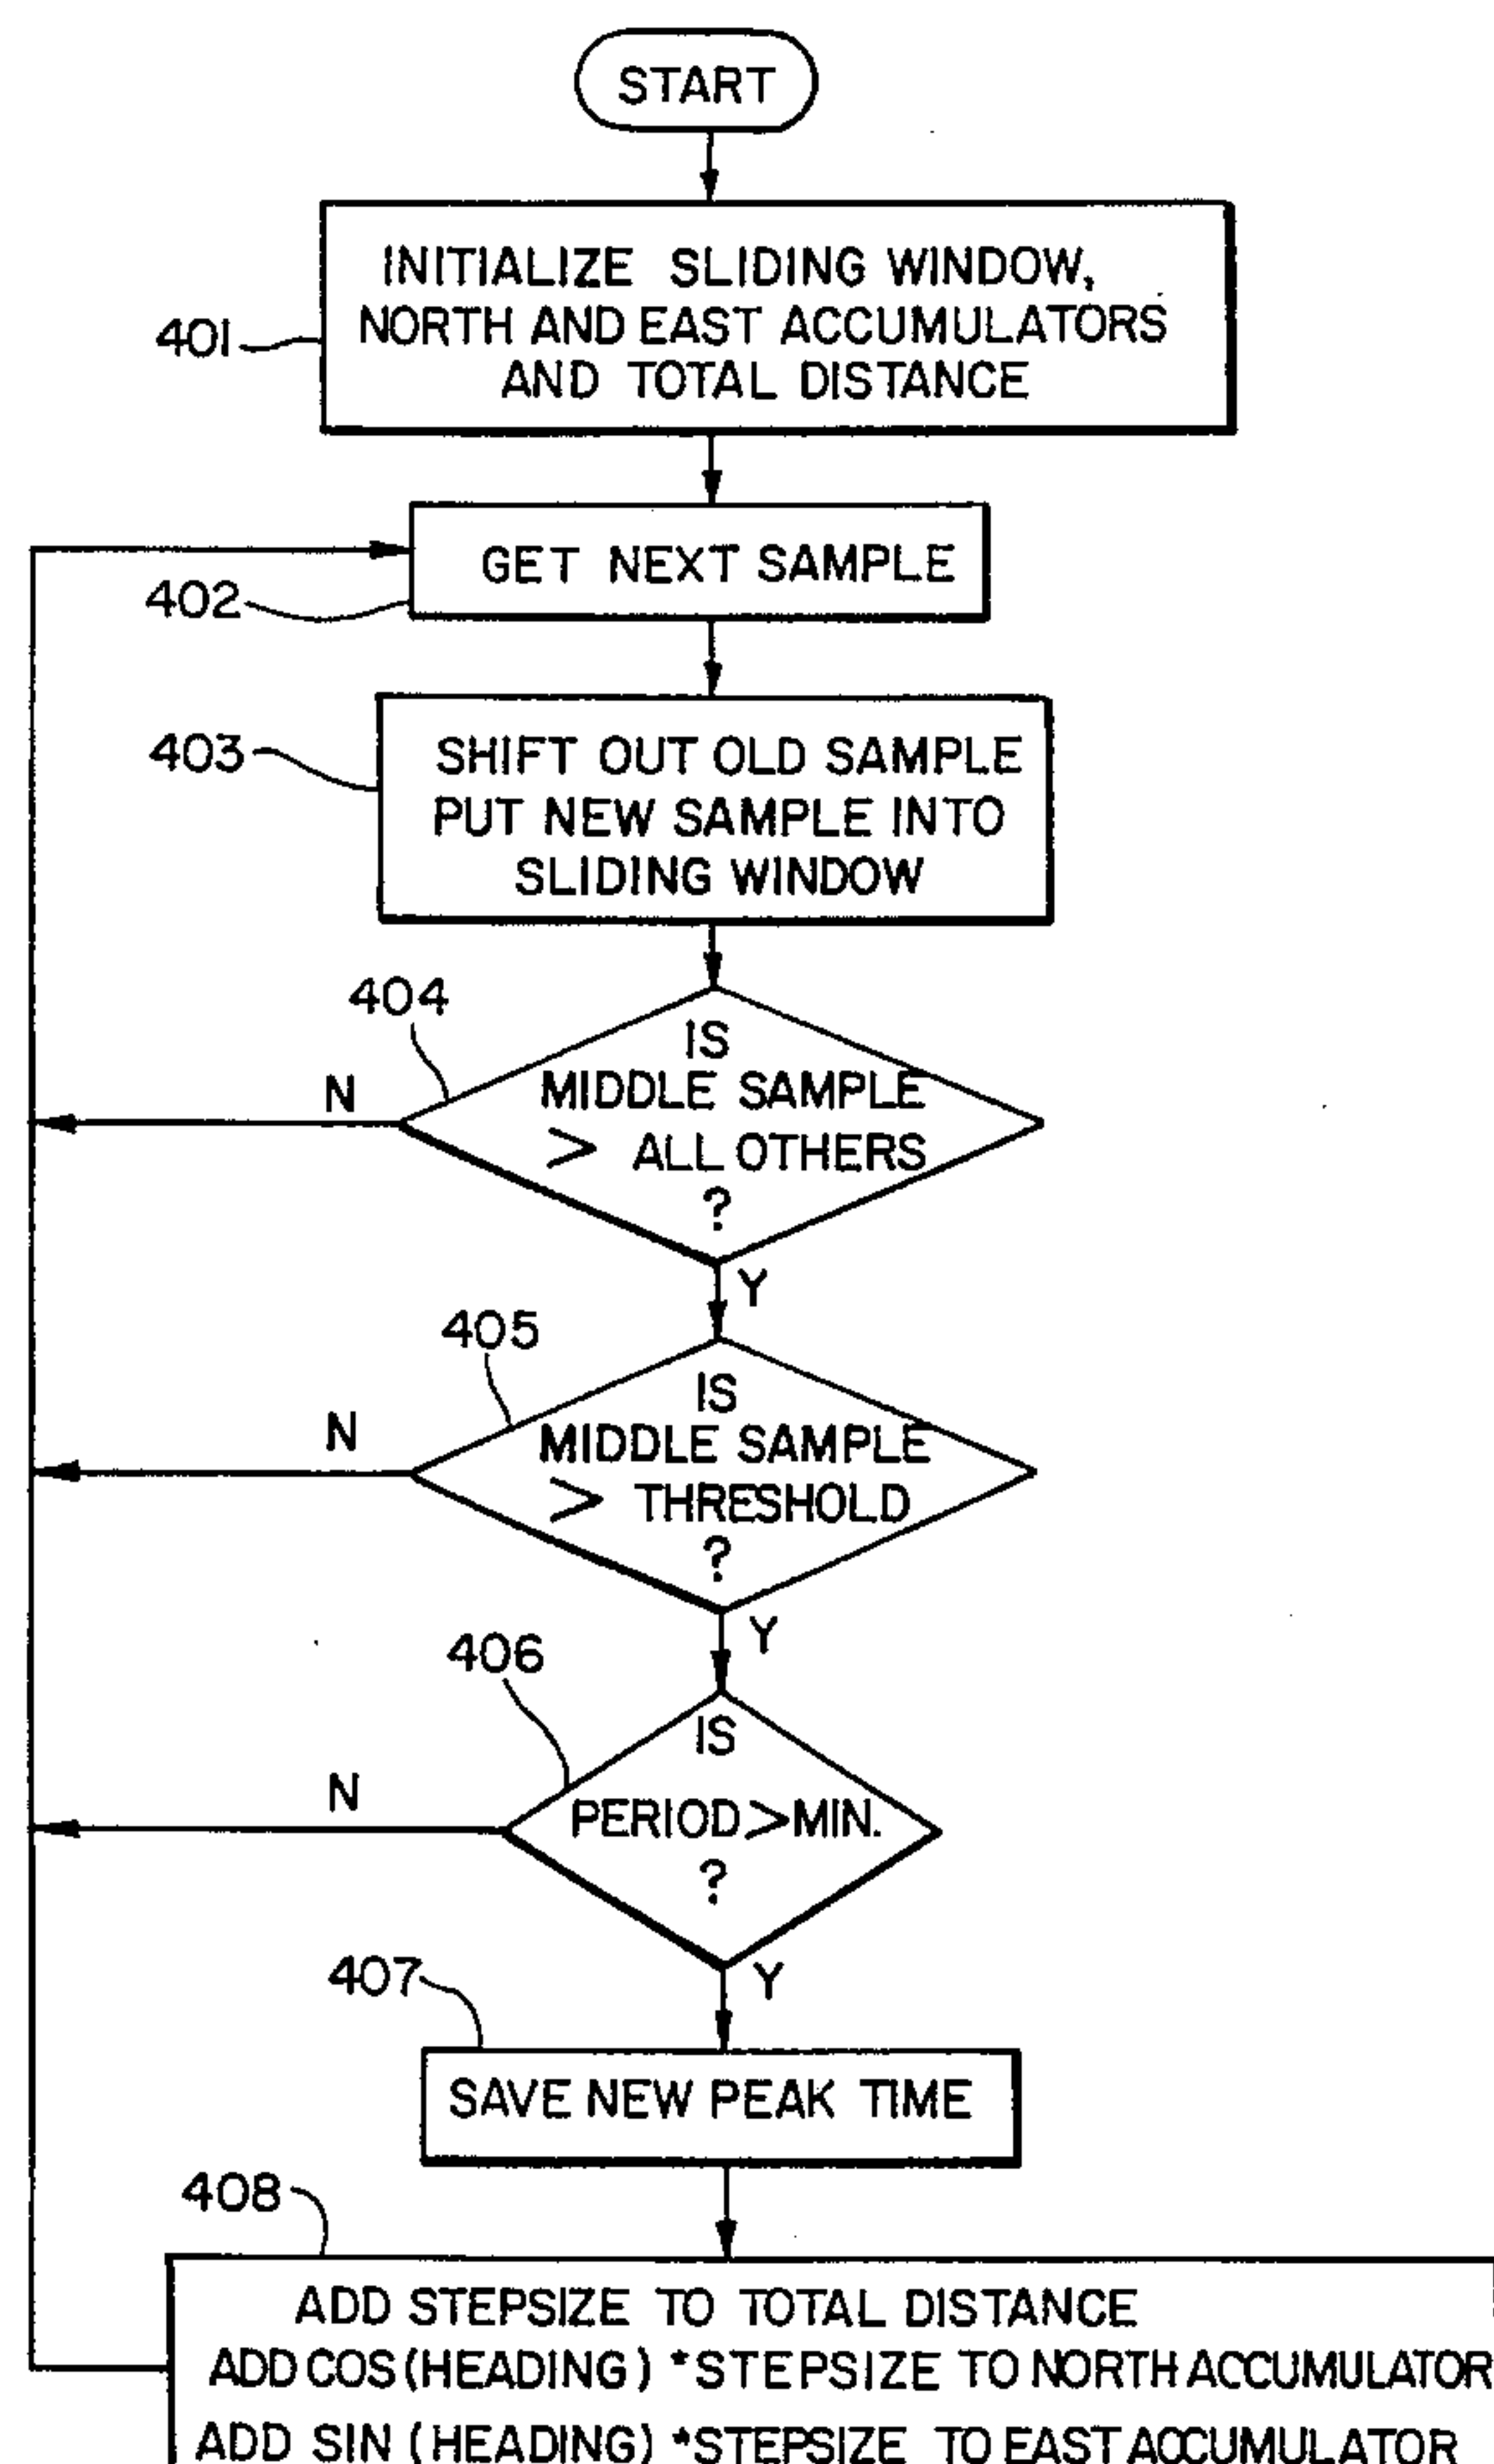 START
INITIALIZE SLIDING WINDOW,
NORTH AND EAST ACCUMULATORS
AND TOTAL DISTANCE
401
GET NEXT SAMPLE
402
403
SHIFT OUT OLD SAMPLE
PUT NEW SAMPLE INTO
SLIDING WINDOW
404
IS
MIDDLE SAMPLE
> ALL OTHERS
?
N
Y
405
IS
MIDDLE SAMPLE
> THRESHOLD
?
N
Y
406
IS
PERIOD > MIN.
?
N
Y
407
SAVE NEW PEAK TIME
408
ADD STEPSIZE TO TOTAL DISTANCE
ADD COS (HEADING) *STEPSIZE TO NORTH ACCUMULATOR
ADD SIN (HEADING) *STEPSIZE TO EAST ACCUMULATOR